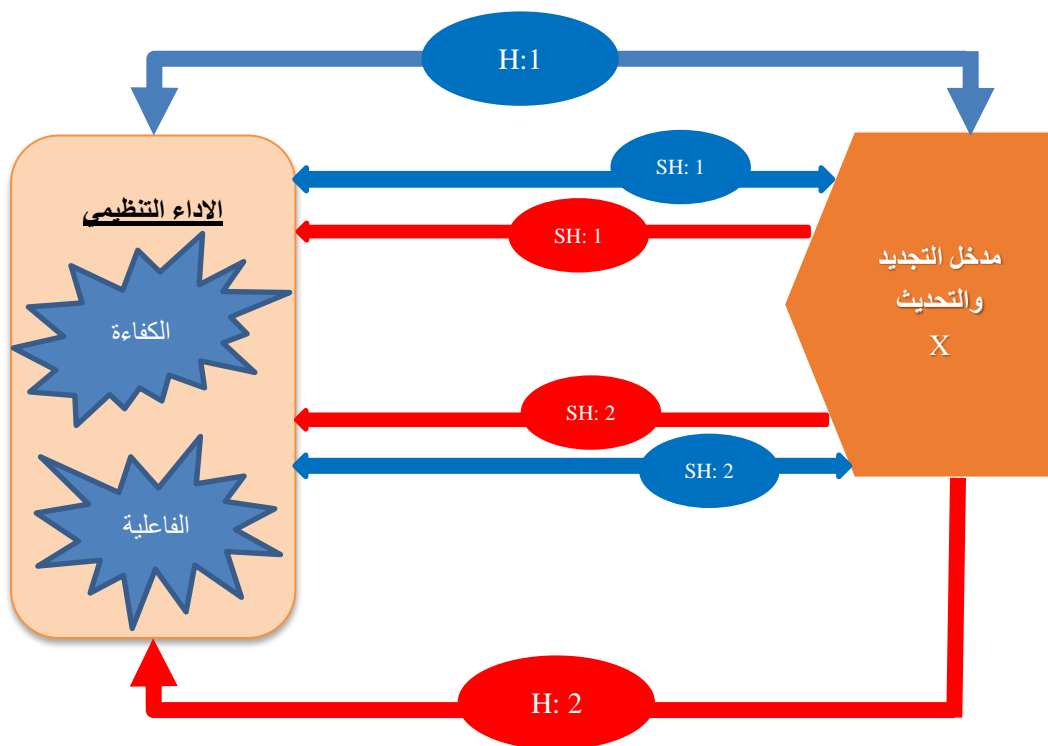 H:1
SH: 1
الاداء التنظيمي
SH: 1
مدخل التجديد
والتحديث
X
الكفاءة
SH: 2
SH: 2
الفاعلية
H: 2